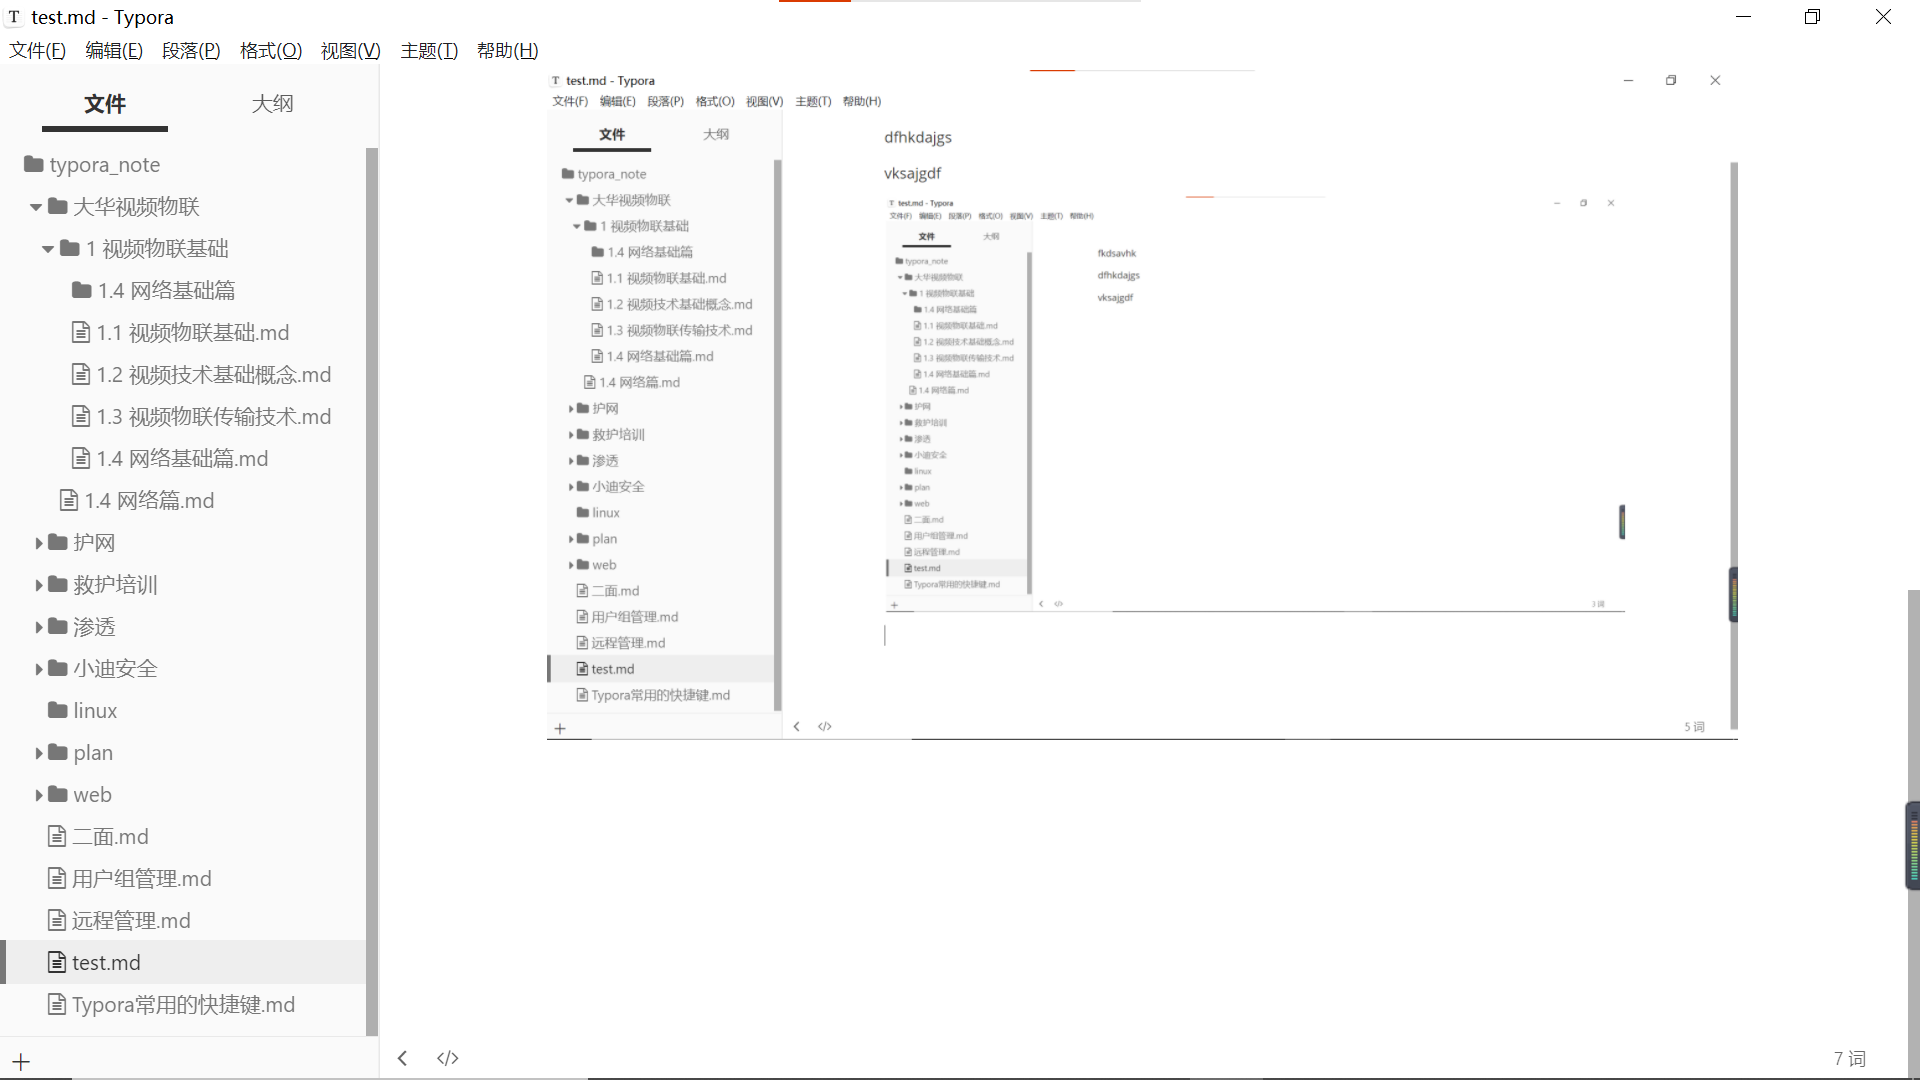 test.md - Typora
文件(F) 编辑(E) 段落(P) 格式(O) 视图(V) 主题(T) 帮助(H)
文件 大纲
typora_note
大华视频物联
1 视频物联基础
1.4 网络基础篇
1.1 视频物联基础.md
1.2 视频技术基础概念.md
1.3 视频物联传输技术.md
1.4 网络基础篇.md
1.4 网络篇.md
护网
救护培训
渗透
小迪安全
linux
plan
web
二面.md
用户组管理.md
远程管理.md
test.md
Typora常用的快捷键.md
test.md - Typora
文件(F) 编辑(E) 段落(P) 格式(O) 视图(V) 主题(T) 帮助(H)
文件 大纲
typora_note
大华视频物联
1 视频物联基础
1.4 网络基础篇
1.1 视频物联基础.md
1.2 视频技术基础概念.md
1.3 视频物联传输技术.md
1.4 网络基础篇.md
1.4 网络篇.md
护网
救护培训
渗透
小迪安全
linux
plan
web
二面.md
用户组管理.md
远程管理.md
test.md
Typora常用的快捷键.md
dfhkdajgs
vksajgdf
test.md - Typora
文件(F) 编辑(E) 段落(P) 格式(O) 视图(V) 主题(T) 帮助(H)
文件 大纲
typora_note
大华视频物联
1 视频物联基础
1.4 网络基础篇
1.1 视频物联基础.md
1.2 视频技术基础概念.md
1.3 视频物联传输技术.md
1.4 网络基础篇.md
1.4 网络篇.md
护网
救护培训
渗透
小迪安全
linux
plan
web
二面.md
用户组管理.md
远程管理.md
test.md
Typora常用的快捷键.md
fkdsavhk
dfhkdajgs
vksajgdf
3 词
5 词
7 词